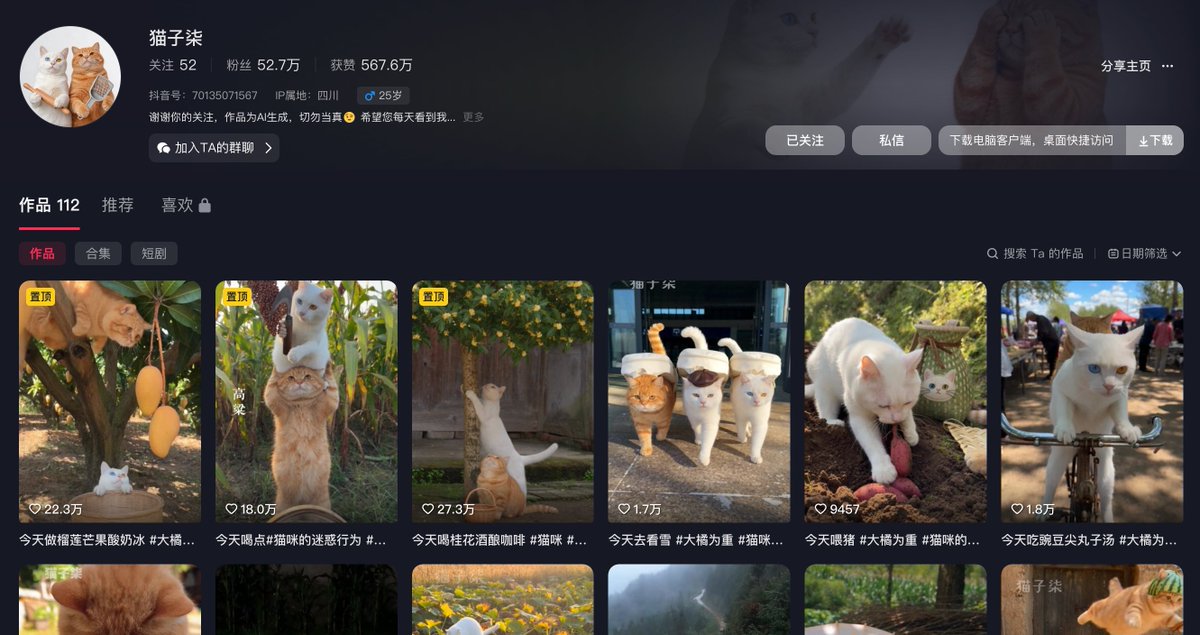 猫子柒
关注 52 粉丝 52.7万 获赞 567.6万
分享主页 ...
抖音号：70135071567 IP属地：四川 ♂ 25岁
谢谢你的关注，作品为AI生成，切勿当真😯 希望您每天看到我... 更多
已关注 私信 下载电脑客户端，桌面快捷访问 下载
加入TA的群聊
作品 112 推荐 喜欢
作品 合集 短剧
搜索 Ta 的作品 日期筛选
置顶 置顶 置顶 猫子柒
高粱
22.3万 18.0万 27.3万 1.7万 9457 1.8万
今天做榴莲芒果酸奶冰 #大橘... 今天喝点#猫咪的迷惑行为 #... 今天喝桂花酒酿咖啡 #猫咪 #... 今天去看雪 #大橘为重 #猫咪... 今天喂猪 #大橘为重 #猫咪的... 今天吃豌豆尖丸子汤 #大橘为...
猫子柒 猫子柒